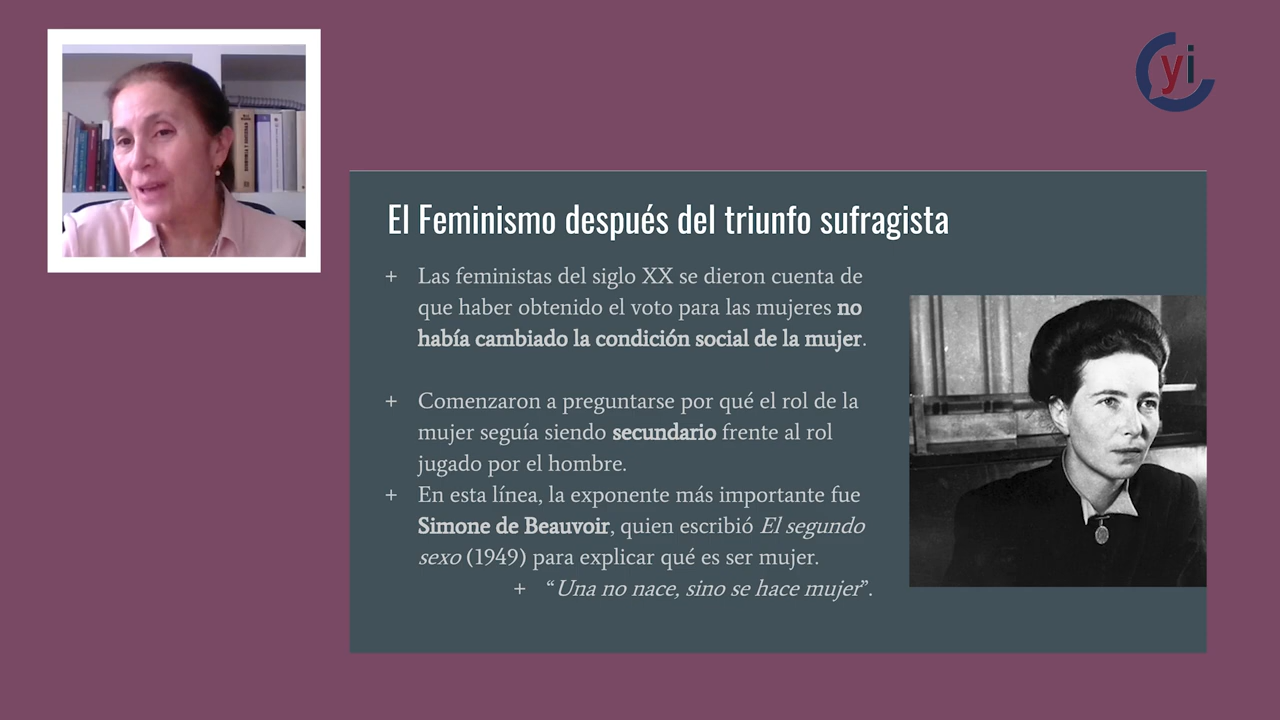 yi
El Feminismo después del triunfo sufragista
+ Las feministas del siglo XX se dieron cuenta de
que haber obtenido el voto para las mujeres no
había cambiado la condición social de la mujer.
+ Comenzaron a preguntarse por qué el rol de la
mujer seguía siendo secundario frente al rol
jugado por el hombre.
+ En esta línea, la exponente más importante fue
Simone de Beauvoir, quien escribió El segundo
sexo (1949) para explicar qué es ser mujer.
+ “Una no nace, sino se hace mujer”.